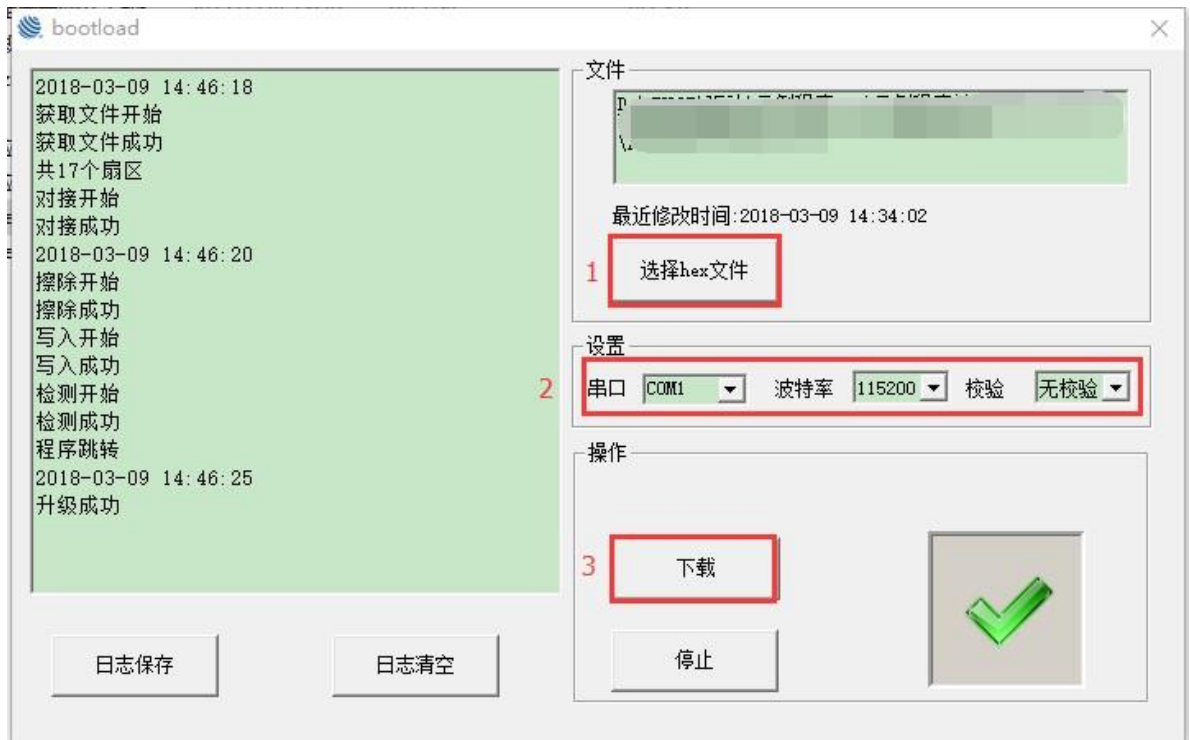 bootload
2018-03-09 14:46:18
获取文件开始
获取文件成功
共17个扇区
对接开始
对接成功
2018-03-09 14:46:20
擦除开始
擦除成功
写入开始
写入成功
检测开始
检测成功
程序跳转
2018-03-09 14:46:25
升级成功
日志保存 日志清空
文件
最近修改时间:2018-03-09 14:34:02
1 选择hex文件
设置
2 串口 COM1 波特率 115200 校验 无校验
操作
3 下载
停止